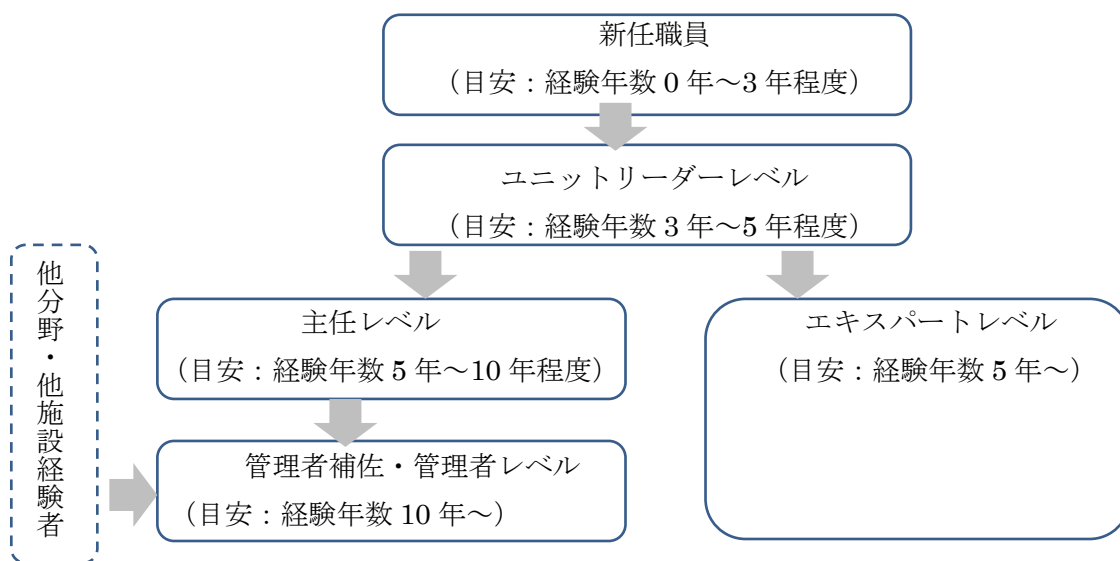 新任職員
（目安：経験年数 0 年～3 年程度）
ユニットリーダーレベル
（目安：経験年数 3 年～5 年程度）
他分野・他施設経験者
主任レベル
（目安：経験年数 5 年～10 年程度）
エキスパートレベル
（目安：経験年数 5 年～）
管理者補佐・管理者レベル
（目安：経験年数 10 年～）